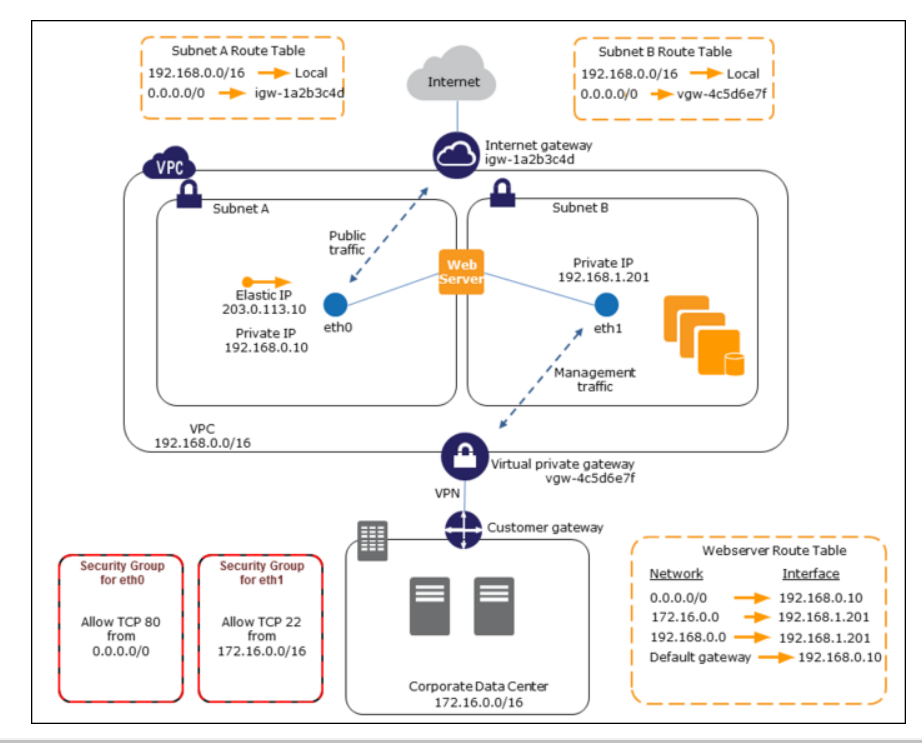 Subnet A Route Table
192.168.0.0/16 Local
0.0.0.0/0 igw-1a2b3c4d
Internet
Subnet B Route Table
192.168.0.0/16 Local
0.0.0.0/0 vgw-4c5d6e7f
Internet gateway
igw-1a2b3c4d
VPC
Subnet A
Subnet B
Public
traffic
Web
Server
Private IP
192.168.1.201
Elastic IP
203.0.113.10
eth0
eth1
Private IP
192.168.0.10
Management
traffic
VPC
192.168.0.0/16
Virtual private gateway
vgw-4c5d6e7f
VPN
Customer gateway
Security Group
for eth0
Allow TCP 80
from
0.0.0.0/0
Security Group
for eth1
Allow TCP 22
from
172.16.0.0/16
Corporate Data Center
172.16.0.0/16
Webserver Route Table
Network Interface
0.0.0.0/0 192.168.0.10
172.16.0.0 192.168.1.201
192.168.0.0 192.168.1.201
Default gateway 192.168.0.10